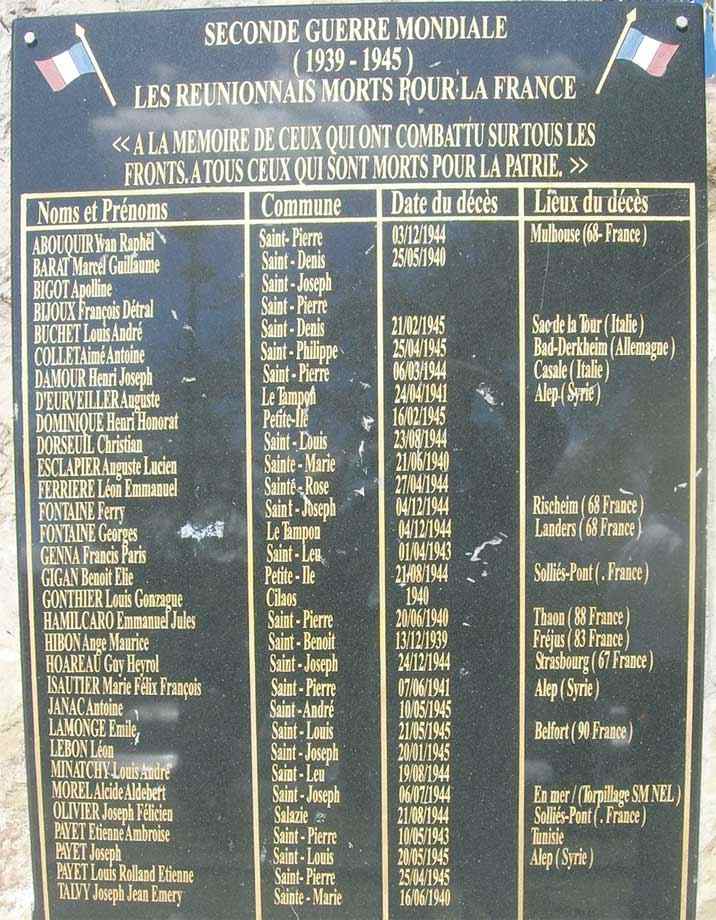 SECONDE GUERRE MONDIALE
( 1939 - 1945 )
LES REUNIONNAIS MORTS POUR LA FRANCE
<< A LA MEMOIRE DE CEUX QUI ONT COMBATTU SUR TOUS LES
FRONTS. A TOUS CEUX QUI SONT MORTS POUR LA PATRIE. >>
Noms et Prénoms Commune Date du décès Lieux du décès
ABOUQUIR Wan Raphël Saint- Pierre 03/12/1944 Mulhouse (68- France )
BARAT Marcel Guillaume Saint - Denis 25/05/1940
BIGOT Apolline Saint - Joseph
BIJOUX François Détral Saint - Pierre
BUCHET Louis André Saint - Denis 21/02/1945 Sac de la Tour ( Italie )
COLLET Aimé Antoine Saint - Philippe 25/04/1945 Bad-Derkheim (Allemagne )
DAMOUR Henri Joseph Saint - Pierre 06/03/1944 Casale ( Italie )
D'EURVEILLER Auguste Le Tampon 24/04/1941 Alep ( Syrie )
DOMINIQUE Henri Honorat Petite-Ile 16/02/1945
DORSEUIL Christian Saint - Louis 23/08/1944
ESCLAPIER Auguste Lucien Sainte - Marie 21/06/1940
FERRIERE Léon Emmanuel Sainte - Rose 27/04/1944
FONTAINE Ferry Saint - Joseph 04/12/1944 Rischeim ( 68 France )
FONTAINE Georges Le Tampon 04/12/1944 Landers ( 68 France )
GENNA Francis Paris Saint - Leu 01/04/1943
GIGAN Benoit Elie Petite - Ile 21/08/1944 Solliés-Pont ( . France )
GONTHIER Louis Gonzague Cilaos 1940
HAMILCARO Emmanuel Jules Saint - Pierre 20/06/1940 Thaon ( 88 France )
HIBON Ange Maurice Saint - Benoit 13/12/1939 Fréjus ( 83 France )
HOAREAU Guy Heyrol Saint - Joseph 24/12/1944 Strasbourg ( 67 France )
ISAUTIER Marie Félix François Saint - Pierre 07/06/1941 Alep ( Syrie )
JANAC Antoine Saint - André 10/05/1945
LAMONGE Emile Saint - Louis 21/05/1945 Belfort ( 90 France )
LEBON Léon Saint - Joseph 20/01/1945
MINATCHY Louis André Saint - Leu 19/08/1944
MOREL Alcide Aldebert Saint - Joseph 06/07/1944 En mer / (Torpillage SM NEL )
OLIVIER Joseph Félicien Salazie 21/08/1944 Solliés-Pont ( . France )
PAYET Etienne Ambroise Saint - Pierre 10/05/1943 Tunisie
PAYET Joseph Saint - Louis 20/05/1945 Alep ( Syrie )
PAYET Louis Rolland Etienne Saint- Pierre 25/04/1945
TALVY Joseph Jean Emery Sainte - Marie 16/06/1940